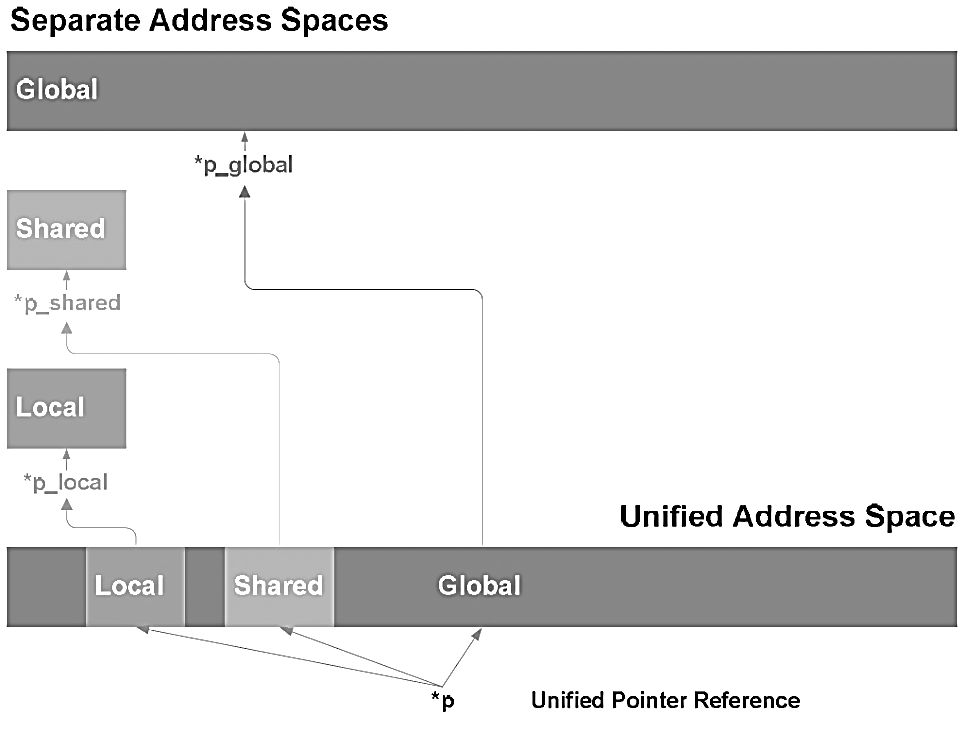 Separate Address Spaces
Global
*p_global
Shared
*p_shared
Local
*p_local
Unified Address Space
Local Shared Global
*p Unified Pointer Reference